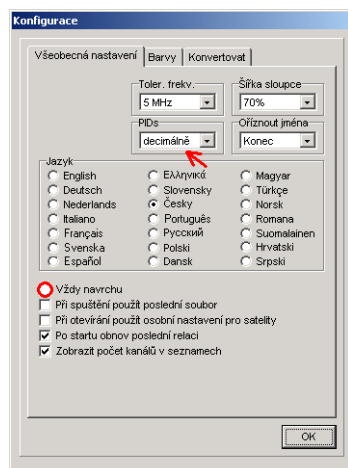 Konfigurace
Všeobecná nastavení Barvy Konvertovat
Toler. frekv. Šířka sloupce
5 MHz 70%
PIDs Oříznout jména
decimálně Konec
Jazyk
English Ελληνικά Magyar
Deutsch Slovensky Türkçe
Nederlands Česky Norsk
Italiano Português Romana
Français Русский Suomalainen
Svenska Polski Hrvatski
Español Dansk Srpski
Vždy navrchu
Při spuštění použít poslední soubor
Při otevírání použít osobní nastavení pro satelity
Po startu obnov poslední relaci
Zobrazit počet kanálů v seznamech
OK